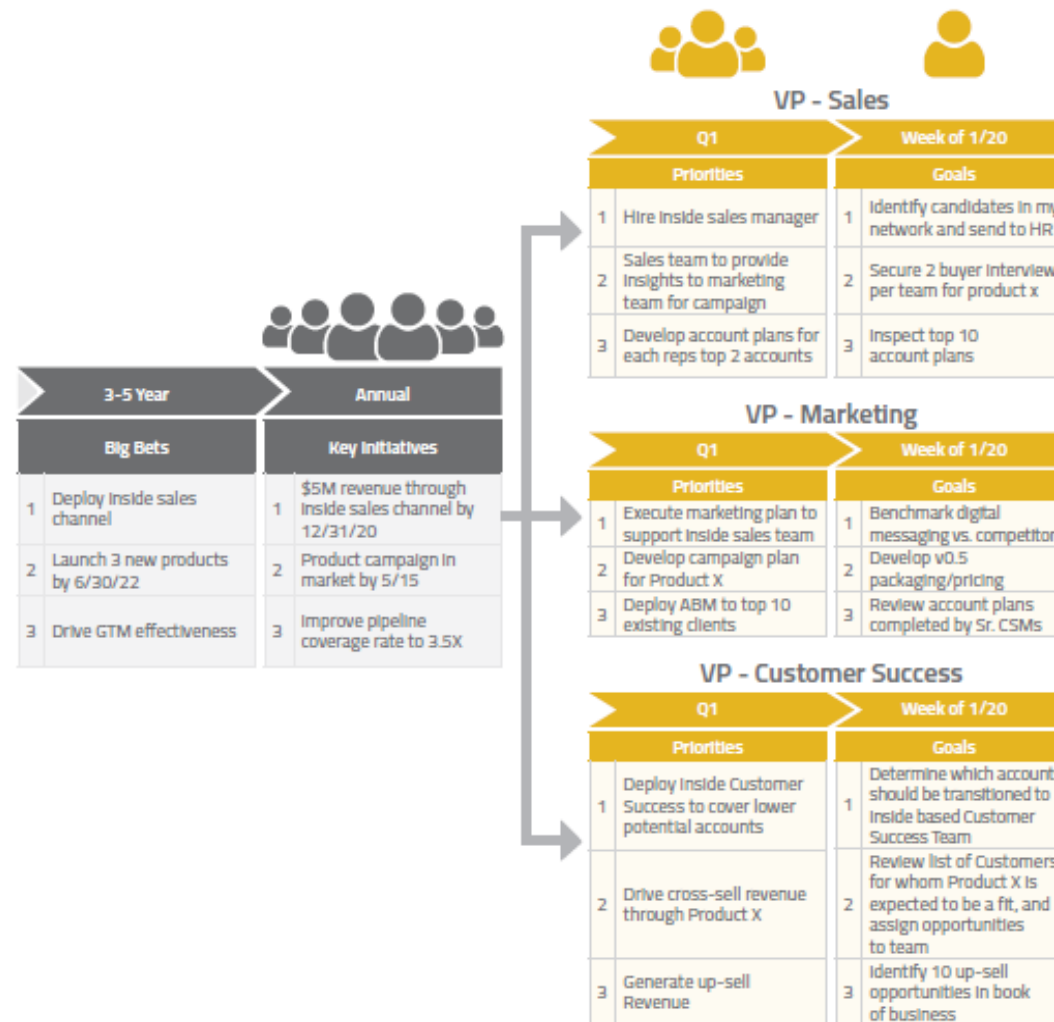 3-5 Year
Annual
Big Bets
Key Initiatives
1 Deploy inside sales
channel
1 $5M revenue through
inside sales channel by
12/31/20
2 Launch 3 new products
by 6/30/22
2 Product campaign in
market by 5/15
3 Drive GTM effectiveness
3 Improve pipeline
coverage rate to 3.5X
VP - Sales
Q1
Week of 1/20
Priorities
Goals
1 Hire inside sales manager
1 Identify candidates in my
network and send to HR
2 Sales team to provide
insights to marketing
team for campaign
2 Secure 2 buyer interview
per team for product x
3 Develop account plans for
each reps top 2 accounts
3 Inspect top 10
account plans
VP - Marketing
Q1
Week of 1/20
Priorities
Goals
1 Execute marketing plan to
support inside sales team
1 Benchmark digital
messaging vs. competitor
2 Develop campaign plan
for Product X
2 Develop v0.5
packaging/pricing
3 Deploy ABM to top 10
existing clients
3 Review account plans
completed by Sr. CSMs
VP - Customer Success
Q1
Week of 1/20
Priorities
Goals
1 Deploy Inside Customer
Success to cover lower
potential accounts
1 Determine which account
should be transitioned to
Inside based Customer
Success Team
2 Drive cross-sell revenue
through Product X
2 Review list of Customers
for whom Product X is
expected to be a fit, and
assign opportunities
to team
3 Generate up-sell
Revenue
3 Identify 10 up-sell
opportunities in book
of business